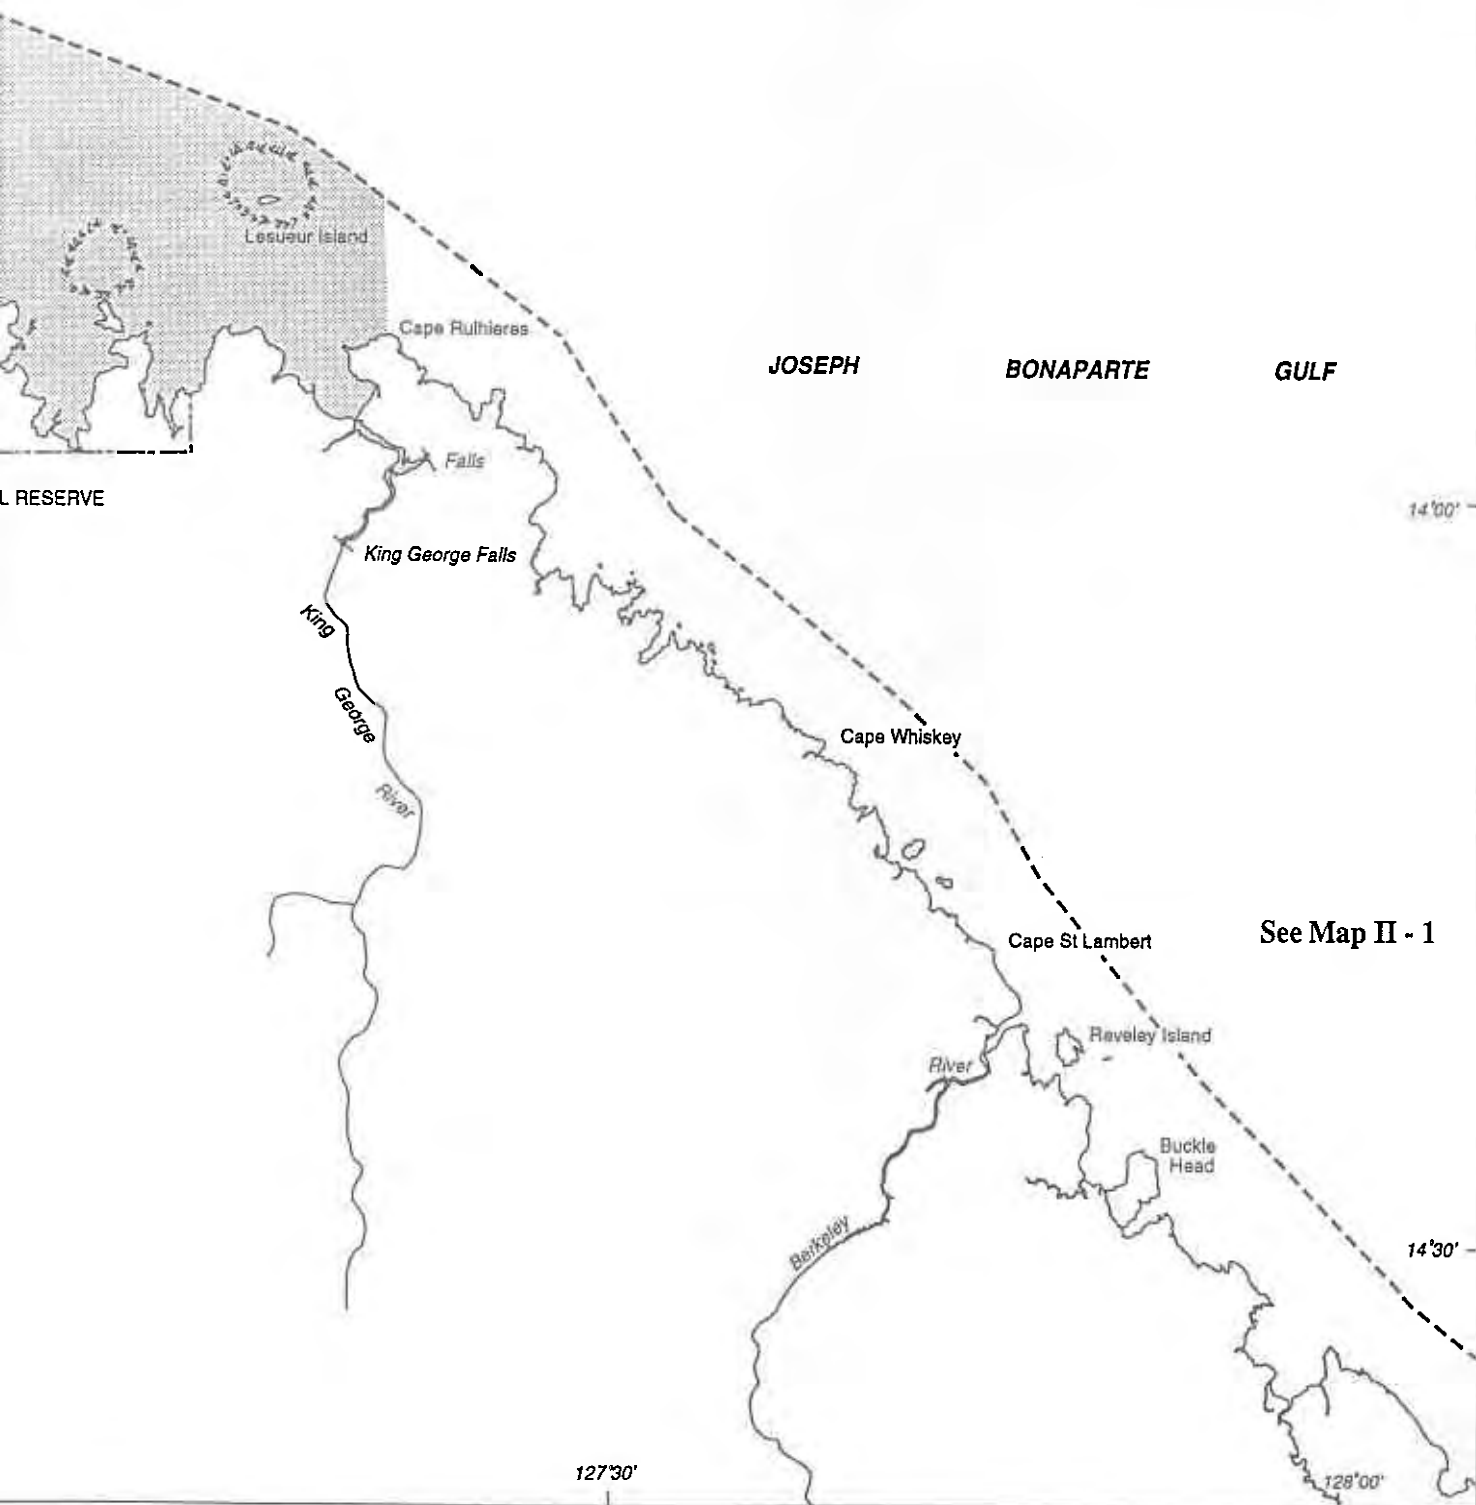 Lesueur Island
Cape Rulhieres
JOSEPH BONAPARTE GULF
Falls
L RESERVE
14°00'
King George Falls
King
George
River
Cape Whiskey
See Map II - 1
Cape St Lambert
Reveley Island
River
Buckle
Head
Berkeley
14°30'
127°30'
128°00'